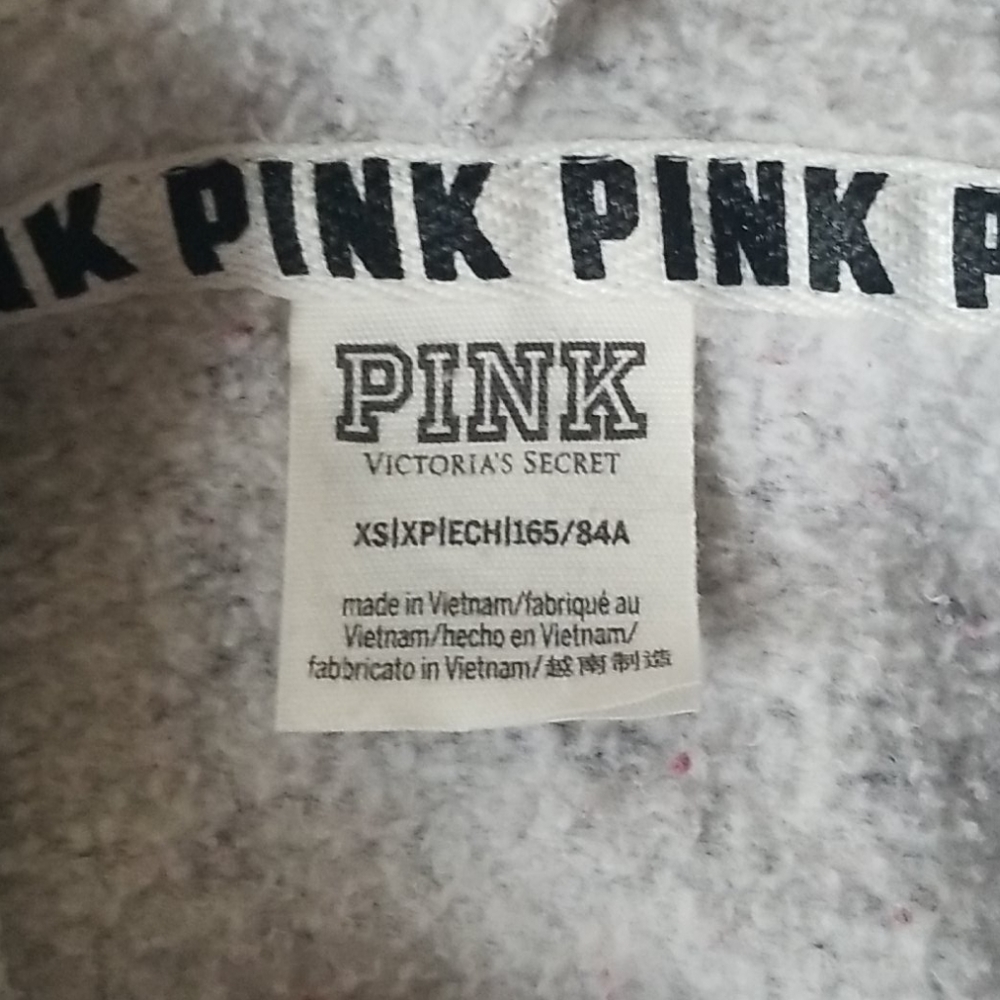 PINK PINK
PINK
VICTORIA'S SECRET
XS|XP|ECH|165/84A
made in Vietnam/fabriqué au
Vietnam/hecho en Vietnam/
fabbricato in Vietnam/越南制造